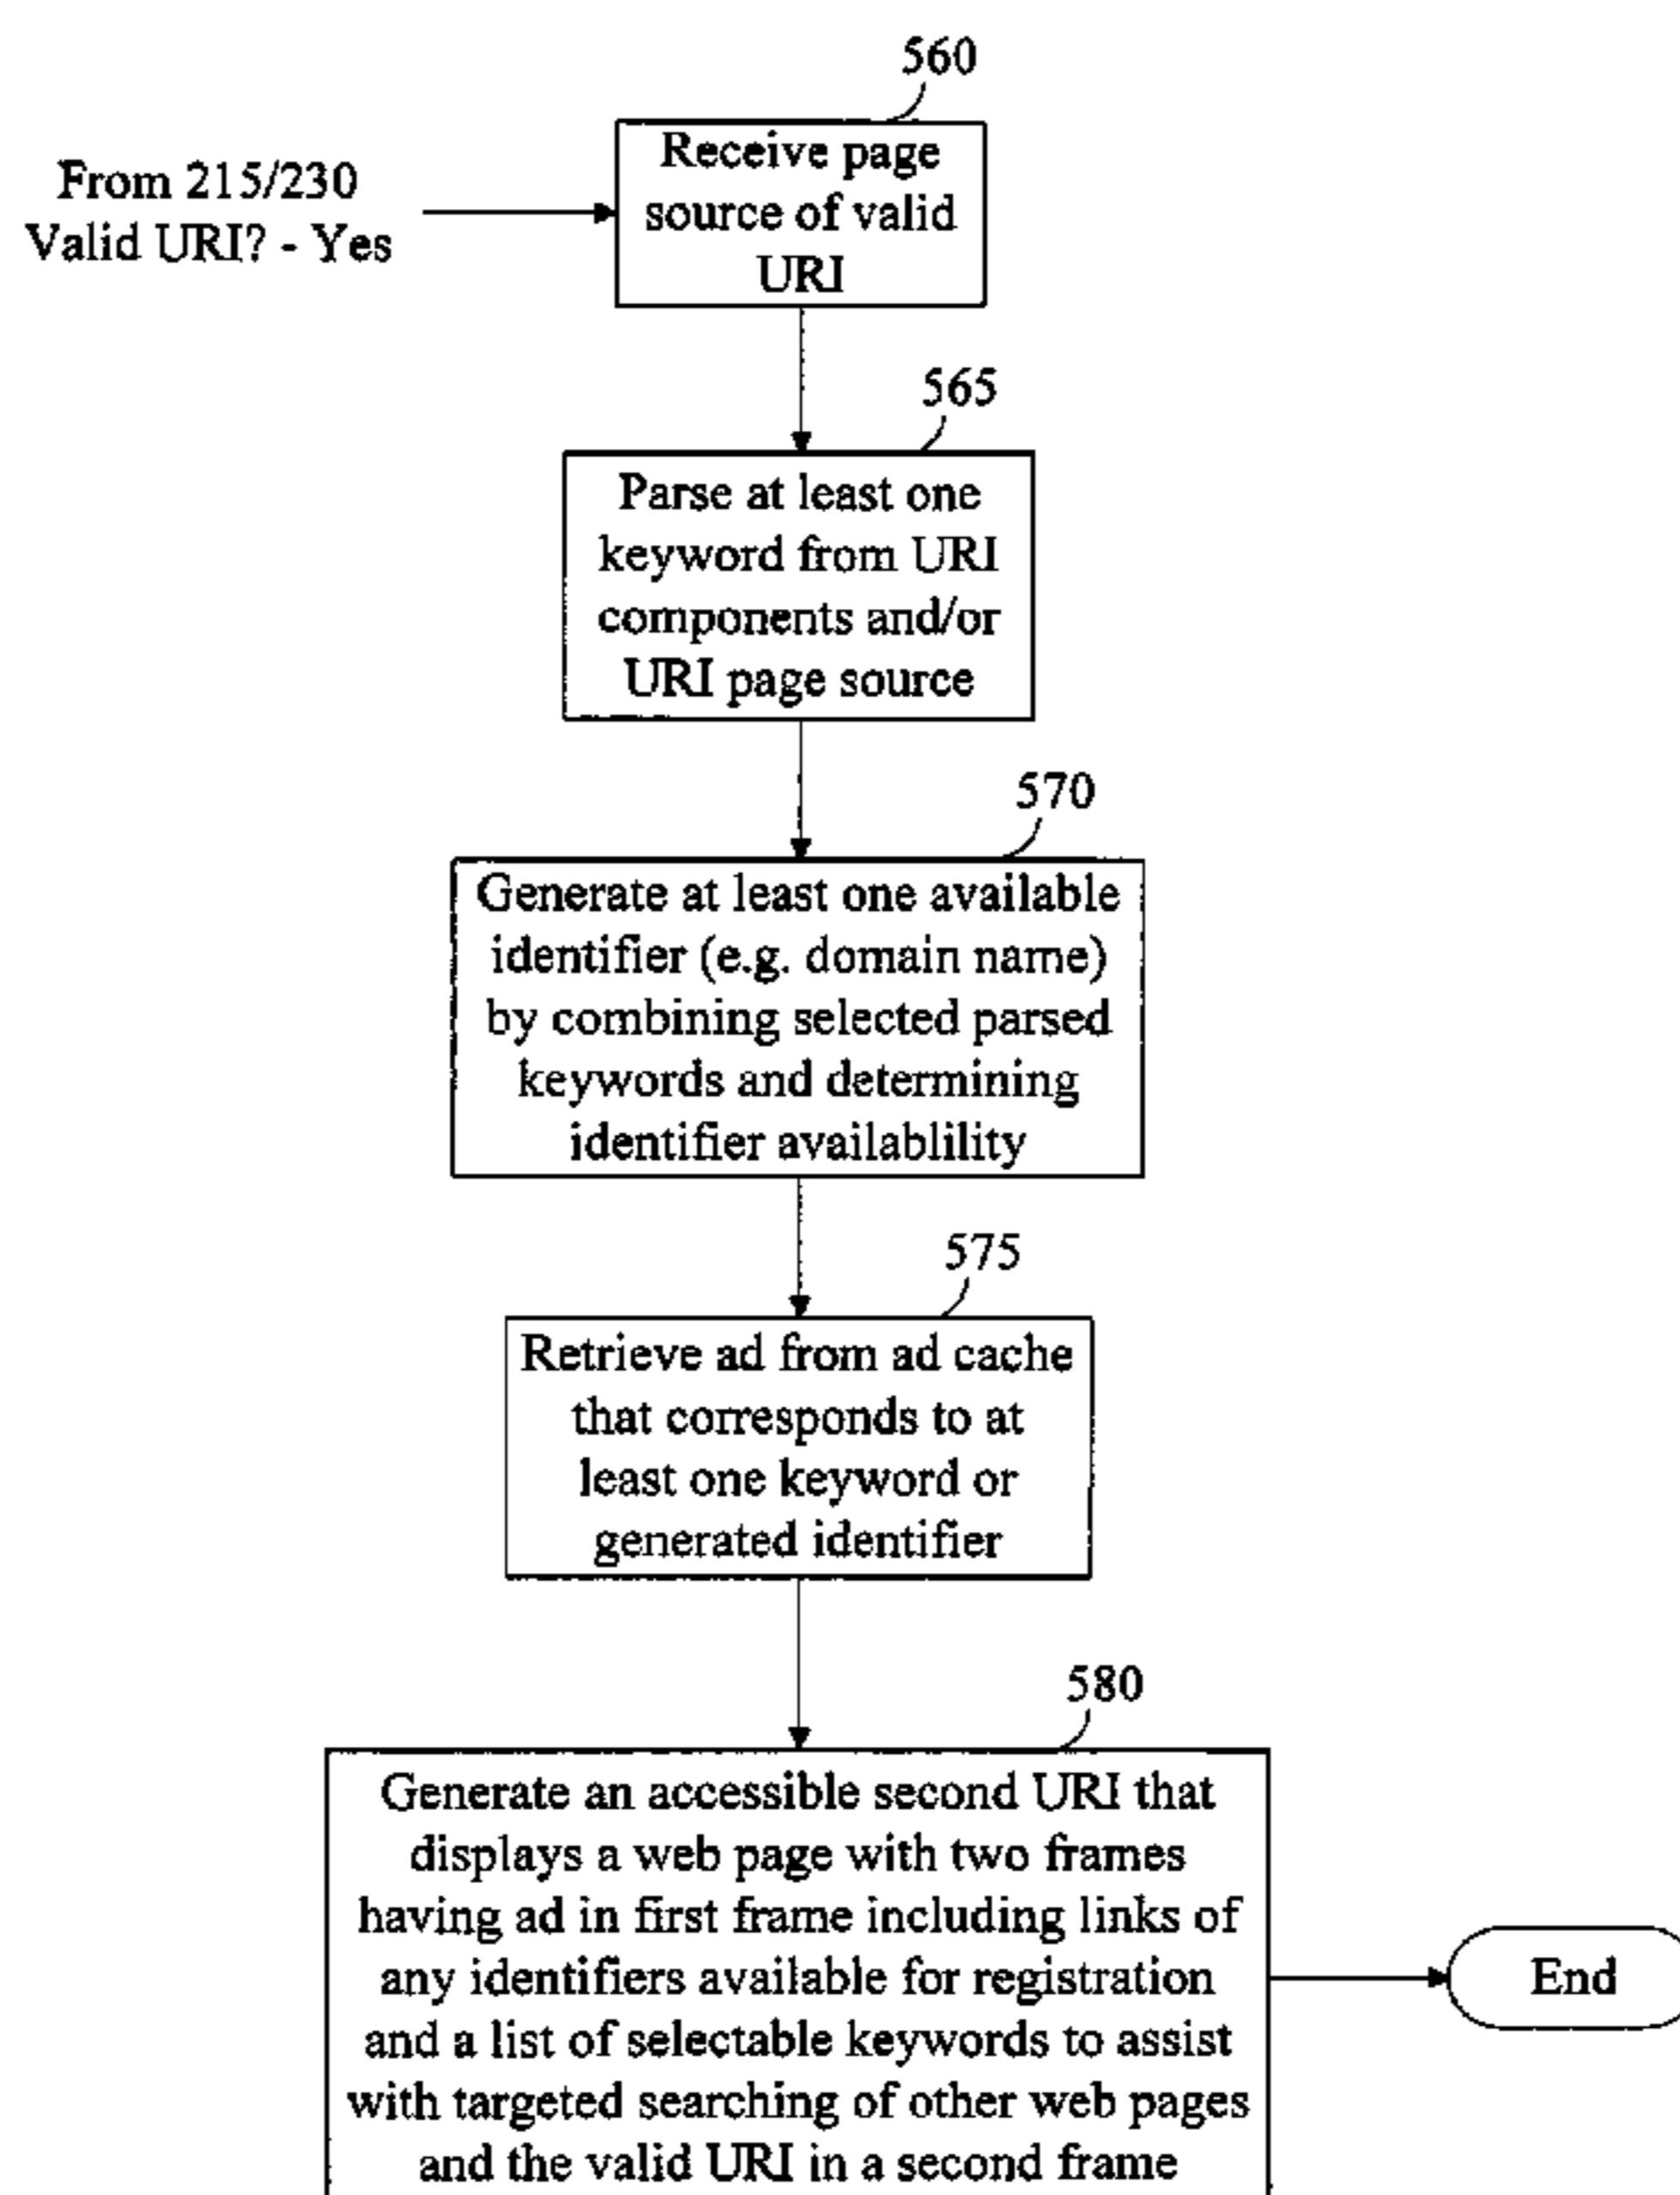 560
From 215/230
Valid URI? - Yes
Receive page
source of valid
URI
565
Parse at least one
keyword from URI
components and/or
URI page source
570
Generate at least one available
identifier (e.g. domain name)
by combining selected parsed
keywords and determining
identifier availablility
575
Retrieve ad from ad cache
that corresponds to at
least one keyword or
generated identifier
580
Generate an accessible second URI that
displays a web page with two frames
having ad in first frame including links of
any identifiers available for registration
and a list of selectable keywords to assist
with targeted searching of other web pages
and the valid URI in a second frame
End